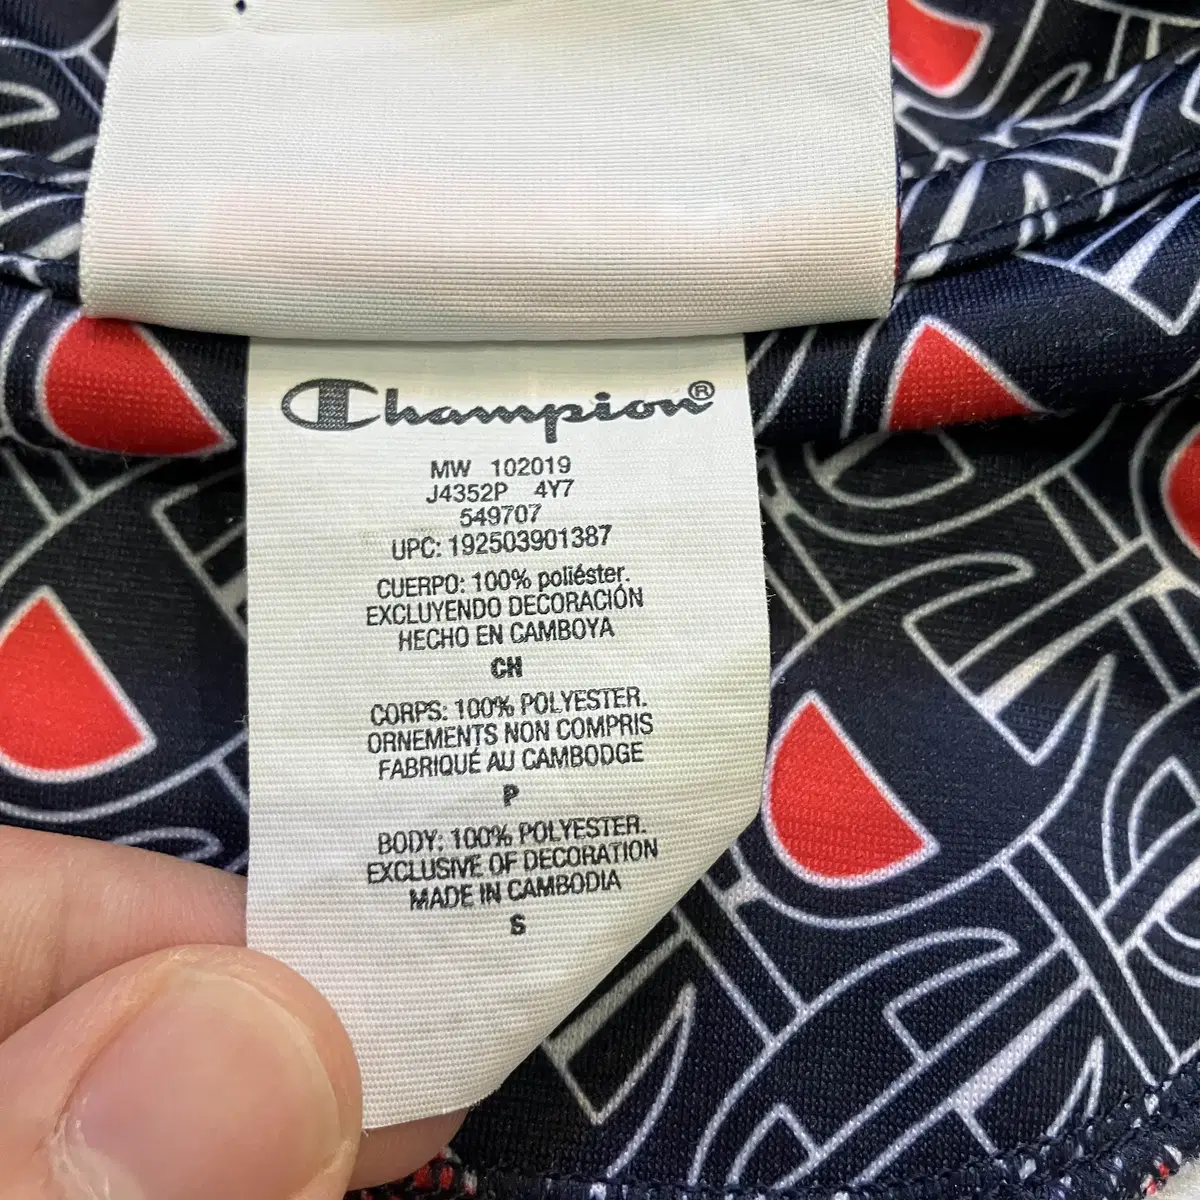 Champion®
MW 102019
J4352P 4Y7
549707
UPC: 192503901387
CUERPO: 100% poliéster.
EXCLUYENDO DECORACIÓN
HECHO EN CAMBOYA
CH
CORPS: 100% POLYESTER.
ORNEMENTS NON COMPRIS
FABRIQUÉ AU CAMBODGE
P
BODY: 100% POLYESTER.
EXCLUSIVE OF DECORATION
MADE IN CAMBODIA
S